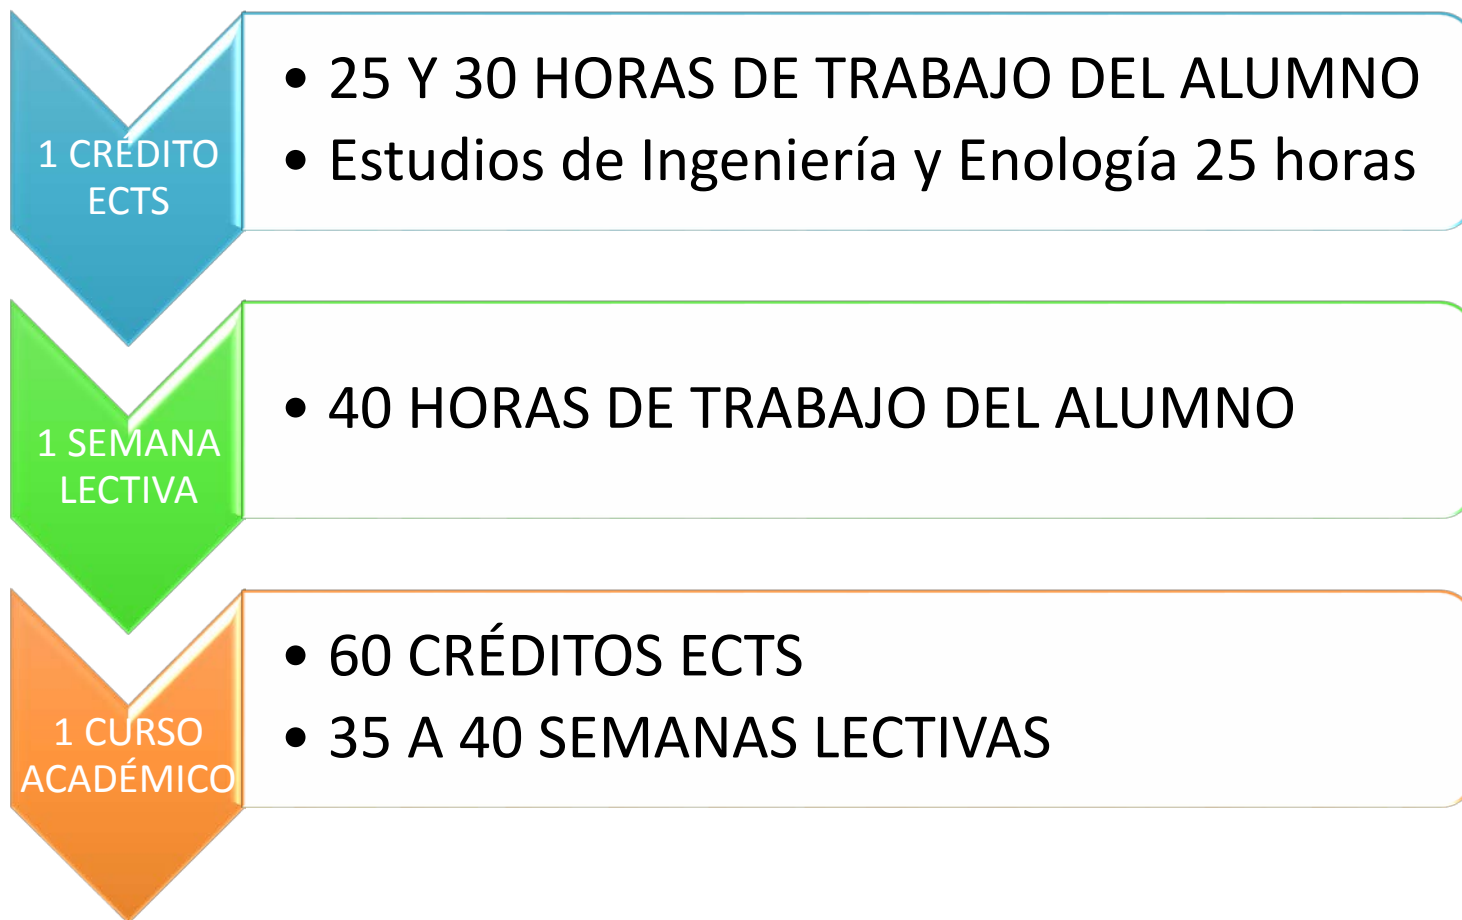 1 CRÉDITO
ECTS
• 25 Y 30 HORAS DE TRABAJO DEL ALUMNO
• Estudios de Ingeniería y Enología 25 horas
1 SEMANA
LECTIVA
• 40 HORAS DE TRABAJO DEL ALUMNO
1 CURSO
ACADÉMICO
• 60 CRÉDITOS ECTS
• 35 A 40 SEMANAS LECTIVAS